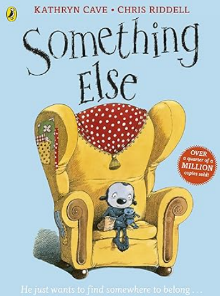 KATHRYN CAVE • CHRIS RIDDELL
Something
Else
OVER
a quarter of a
MILLION
copies sold!
He just wants to find somewhere to belong . . .